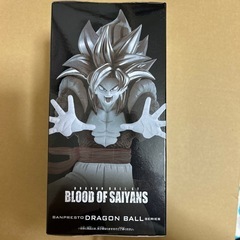 DRAGON BALL GT
BLOOD OF SAIYANS
BANPRESTO DRAGON BALL SERIES